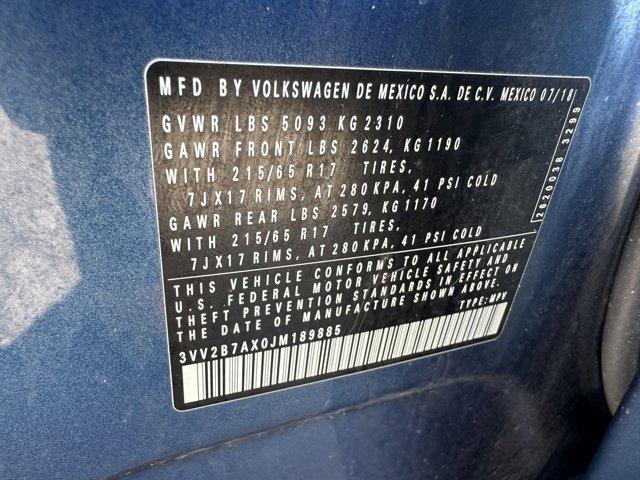 MFD BY VOLKSWAGEN DE MEXICO S.A. DE C.V. MEXICO 07/18
GVWR LBS 5093 KG 2310
GAWR FRONT LBS 2624, KG 1190
WITH 215/65 R17 TIRES,
7JX17 RIMS, AT 280 KPA, 41 PSI COLD
GAWR REAR LBS 2579, KG 1170
WITH 215/65 R17 TIRES,
7JX17 RIMS, AT 280 KPA, 41 PSI COLD
THIS VEHICLE CONFORMS TO ALL APPLICABLE
U.S. FEDERAL MOTOR VEHICLE SAFETY AND
THEFT PREVENTION STANDARDS IN EFFECT ON
THE DATE OF MANUFACTURE SHOWN ABOVE.
3VV2B7AX0JM189885 TYPE: MPV
2620038 3299